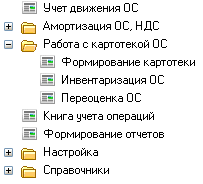 Учет движения ОС
Амортизация ОС, НДС
Работа с картотекой ОС
Формирование картотеки
Инвентаризация ОС
Переоценка ОС
Книга учета операций
Формирование отчетов
Настройка
Справочники